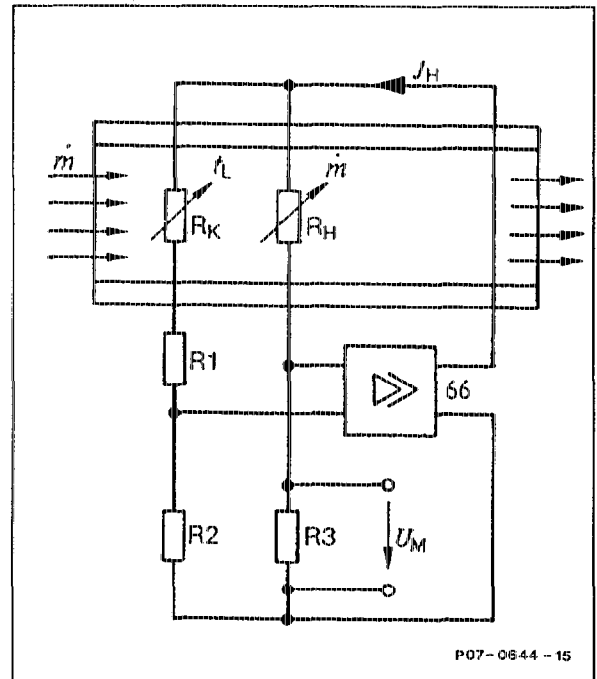 J_H
ṁ
t_L
ṁ
R_K
R_H
R1
66
R2
R3
U_M
P07-0644-15